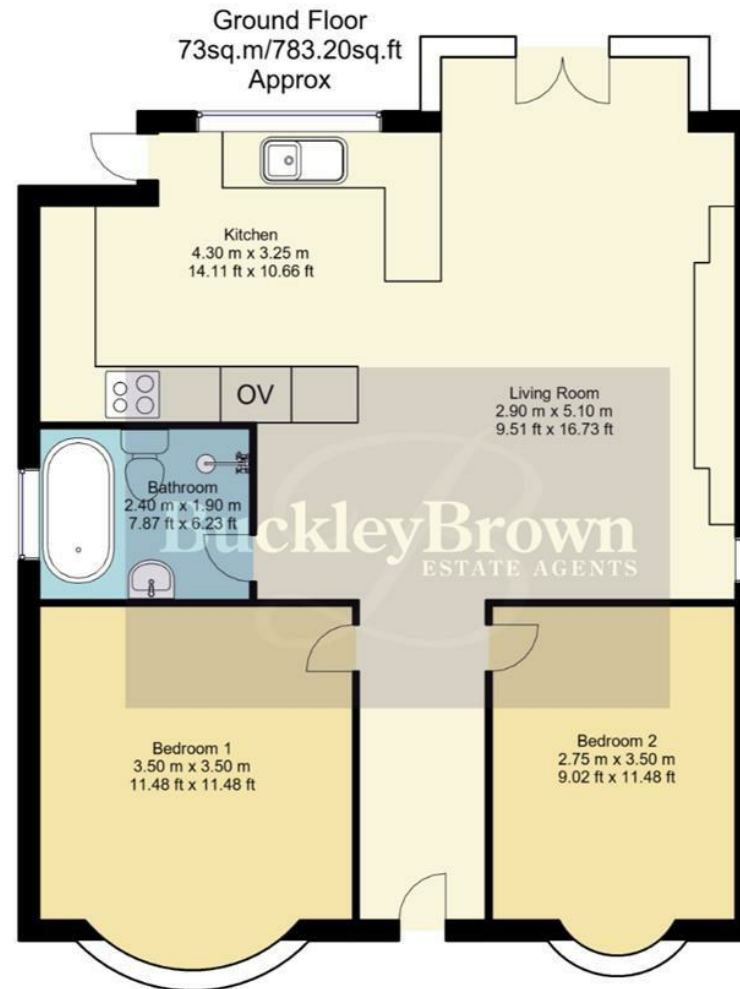 Ground Floor
73sq.m/783.20sq.ft
Approx
Kitchen
4.30 m x 3.25 m
14.11 ft x 10.66 ft
OV
Living Room
2.90 m x 5.10 m
9.51 ft x 16.73 ft
Bathroom
2.40 m x 1.90 m
7.87 ft x 6.23 ft
BuckleyBrown
ESTATE AGENTS
Bedroom 1
3.50 m x 3.50 m
11.48 ft x 11.48 ft
Bedroom 2
2.75 m x 3.50 m
9.02 ft x 11.48 ft